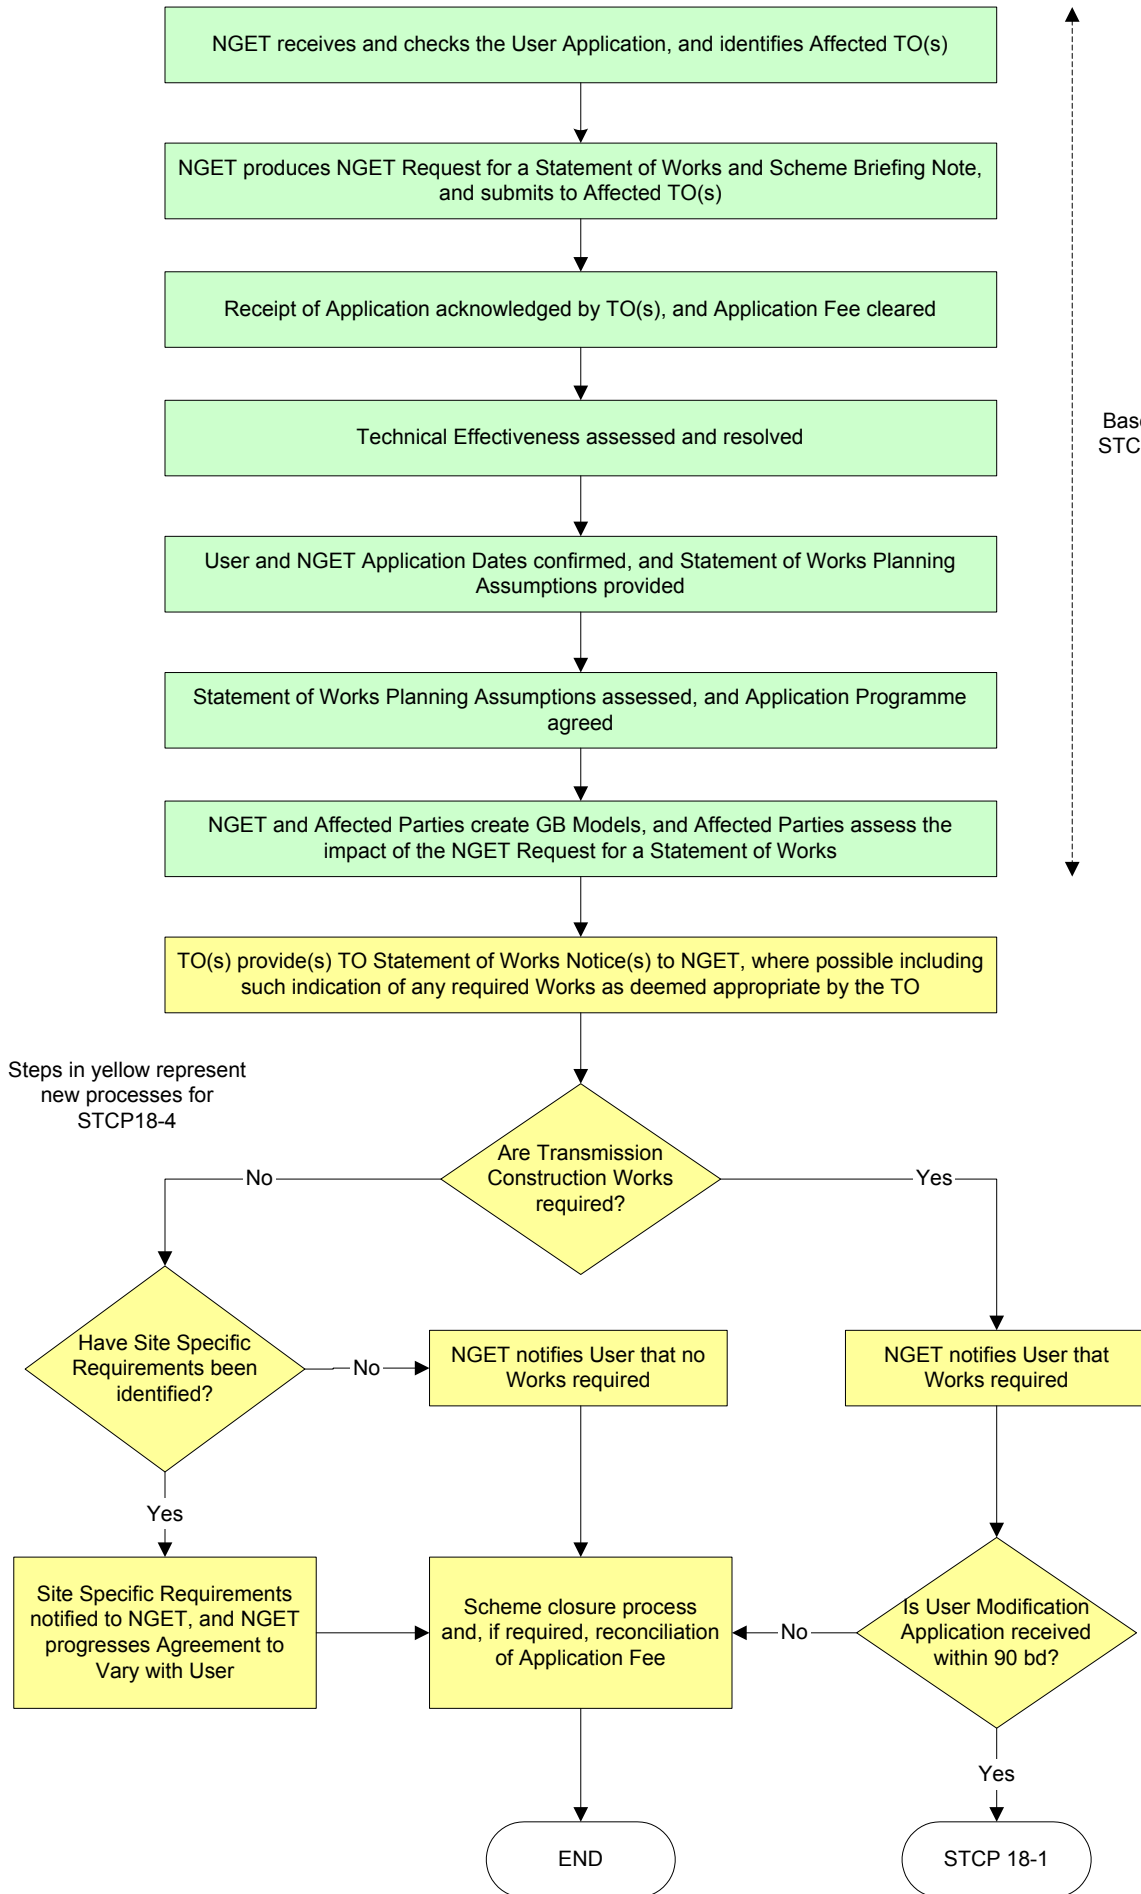 NGET receives and checks the User Application, and identifies Affected TO(s)
NGET produces NGET Request for a Statement of Works and Scheme Briefing Note,
and submits to Affected TO(s)
Receipt of Application acknowledged by TO(s), and Application Fee cleared
Technical Effectiveness assessed and resolved
Bas
STC
User and NGET Application Dates confirmed, and Statement of Works Planning
Assumptions provided
Statement of Works Planning Assumptions assessed, and Application Programme
agreed
NGET and Affected Parties create GB Models, and Affected Parties assess the
impact of the NGET Request for a Statement of Works
TO(s) provide(s) TO Statement of Works Notice(s) to NGET, where possible including
such indication of any required Works as deemed appropriate by the TO
Steps in yellow represent
new processes for
STCP18-4
Are Transmission
Construction Works
required?
No
Yes
Have Site Specific
Requirements been
identified?
No
NGET notifies User that no
Works required
NGET notifies User that
Works required
Yes
Site Specific Requirements
notified to NGET, and NGET
progresses Agreement to
Vary with User
Scheme closure process
and, if required, reconciliation
of Application Fee
No
Is User Modification
Application received
within 90 bd?
Yes
END
STCP 18-1